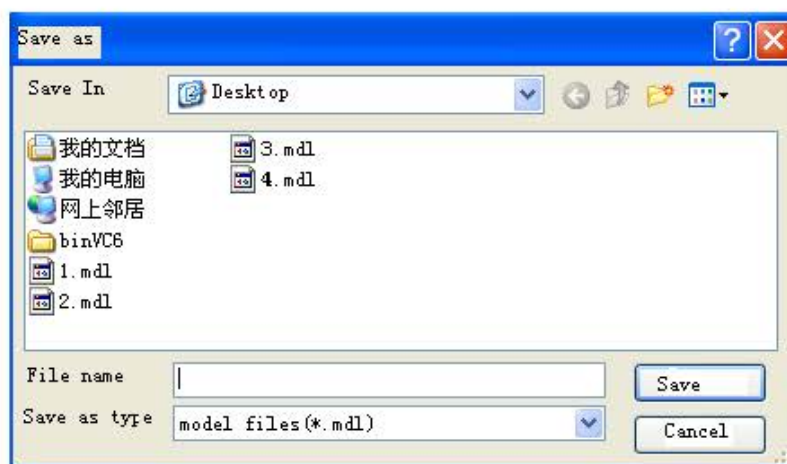 Save as
Save In
Desktop
我的文档
我的电脑
网上邻居
binVC6
1.mdl
2.mdl
3.mdl
4.mdl
File name
Save
Save as type
model files(*.mdl)
Cancel